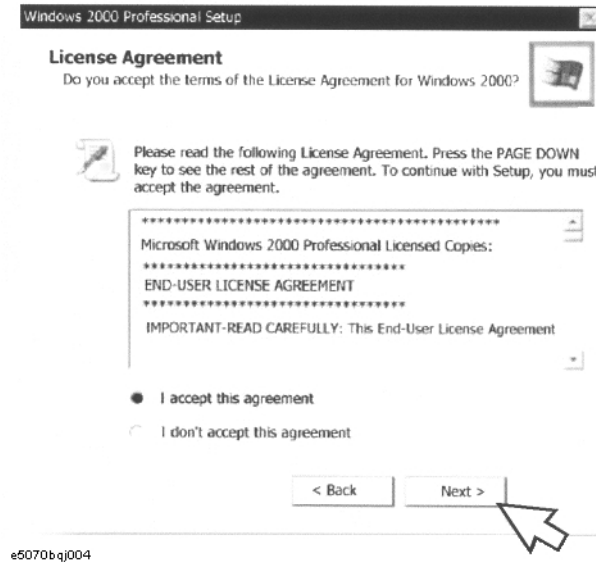 Windows 2000 Professional Setup
License Agreement
Do you accept the terms of the License Agreement for Windows 2000?
Please read the following License Agreement. Press the PAGE DOWN
key to see the rest of the agreement. To continue with Setup, you must
accept the agreement.
*********************************************
Microsoft Windows 2000 Professional Licensed Copies:
*********************************
END-USER LICENSE AGREEMENT
*********************************
IMPORTANT-READ CAREFULLY: This End-User License Agreement
I accept this agreement
I don't accept this agreement
< Back
Next >
e5070bqj004